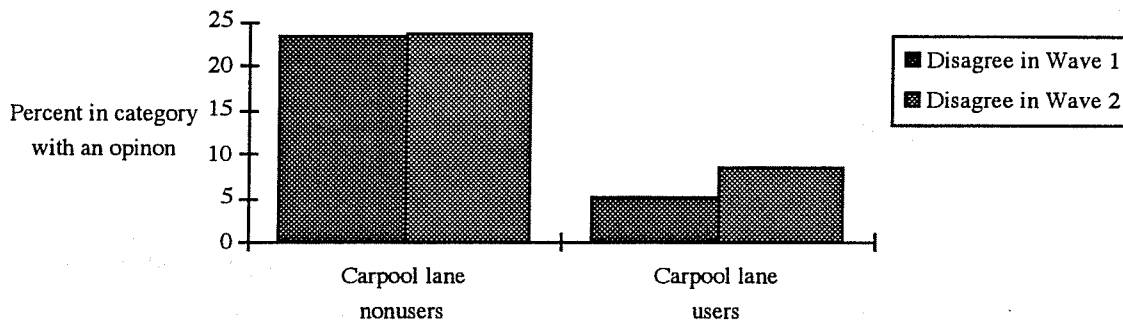 25
20
15
10
5
0
Percent in category
with an opinon
Carpool lane
nonusers
Carpool lane
users
Disagree in Wave 1
Disagree in Wave 2